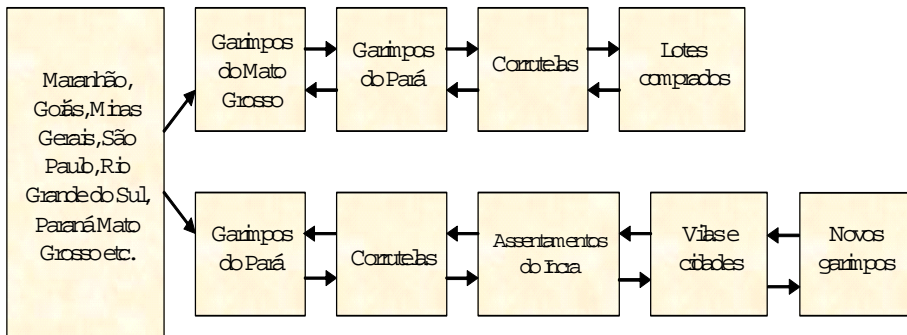 Maranhão,
Goiás, Minas
Gerais, São
Paulo, Rio
Grande do Sul,
Paraná Mato
Grosso etc.
Garimpos
do Mato
Grosso
Garimpos
do Pará
Corrutelas
Lotes
comprados
Garimpos
do Pará
Corrutelas
Assentamentos
do Incra
Vilas e
cidades
Novos
garimpos